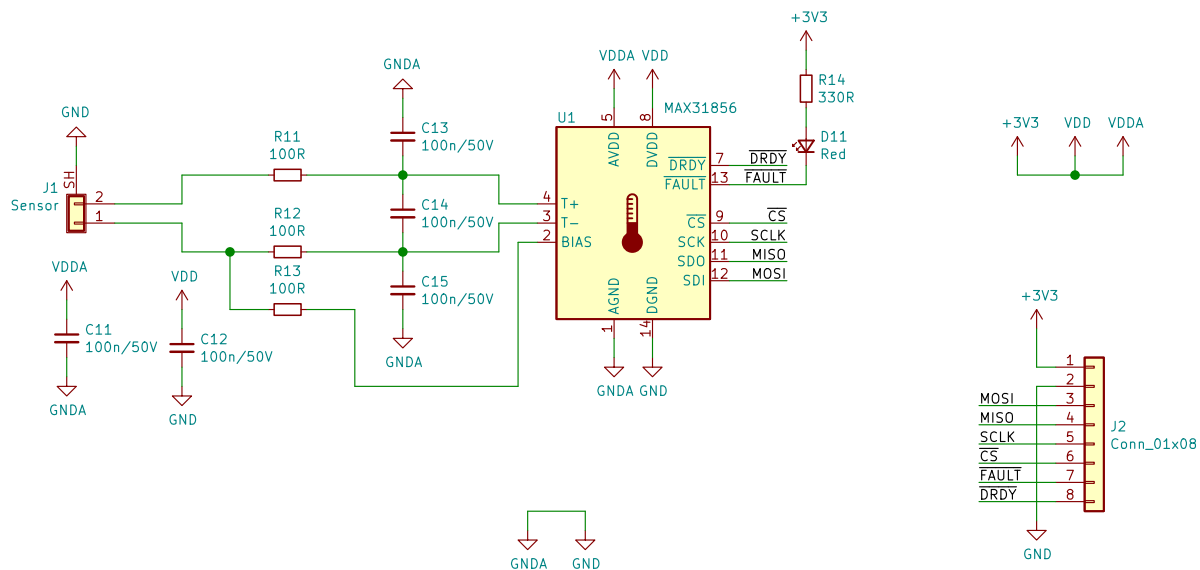 GND
SH
J1
Sensor
2
1
VDDA
C11
100n/50V
GNDA
VDD
C12
100n/50V
GND
R11
100R
R12
100R
R13
100R
GNDA
C13
100n/50V
C14
100n/50V
C15
100n/50V
GNDA
VDDA VDD
U1
MAX31856
5
8
AVDD
DVDD
4
T+
3
T-
2
BIAS
DRDY
7
DRDY
FAULT
13
FAULT
CS
9
CS
SCK
10
SCLK
SDO
11
MISO
SDI
12
MOSI
AGND
DGND
1
14
GNDA GND
+3V3
R14
330R
D11
Red
+3V3 VDD VDDA
+3V3
1
2
MOSI 3
MISO 4
SCLK 5
CS 6
FAULT 7
DRDY 8
J2
Conn_01x08
GND
GNDA GND